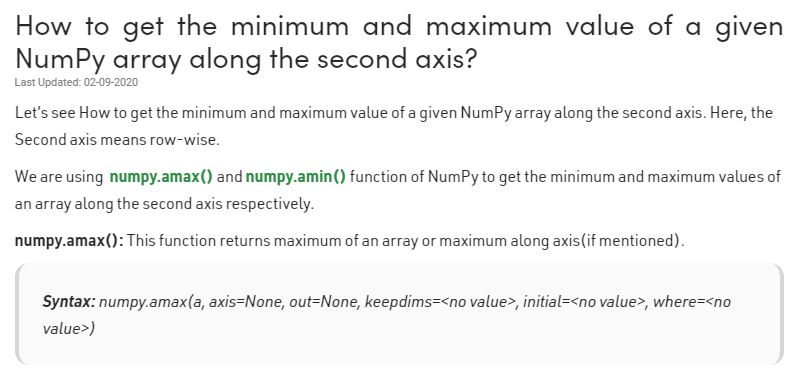 How to get the minimum and maximum value of a given
NumPy array along the second axis?
Last Updated: 02-09-2020
Let's see How to get the minimum and maximum value of a given NumPy array along the second axis. Here, the
Second axis means row-wise.
We are using numpy.amax() and numpy.amin() function of NumPy to get the minimum and maximum values of
an array along the second axis respectively.
numpy.amax(): This function returns maximum of an array or maximum along axis(if mentioned).
Syntax: numpy.amax(a, axis=None, out=None, keepdims=<no value>, initial=<no value>, where=<no
value>)